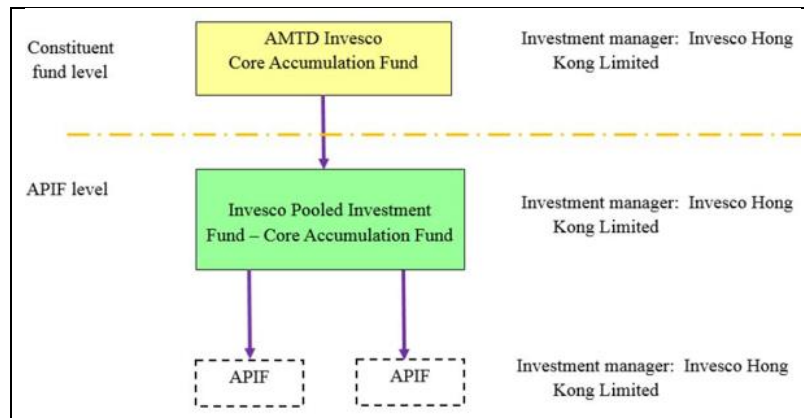 Constituent
fund level
AMTD Invesco
Core Accumulation Fund
Investment manager: Invesco Hong
Kong Limited
APIF level
Invesco Pooled Investment
Fund – Core Accumulation Fund
Investment manager: Invesco Hong
Kong Limited
APIF
APIF
Investment manager: Invesco Hong
Kong Limited